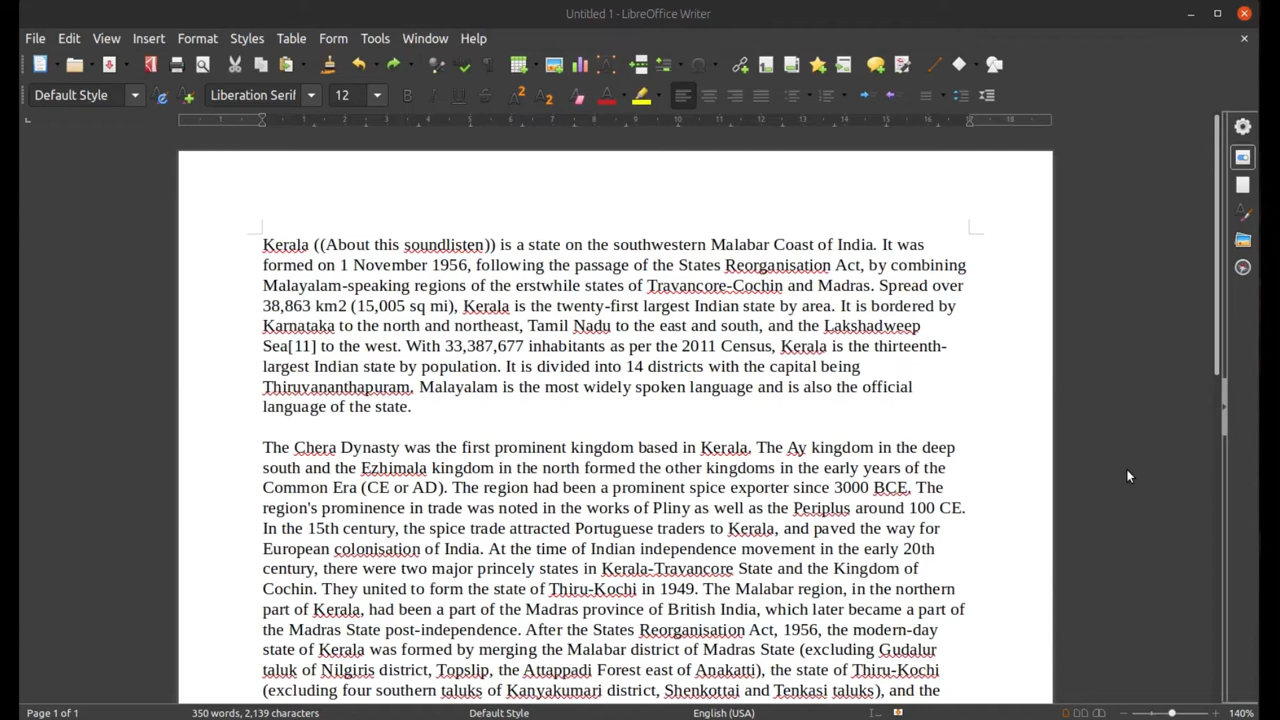 Untitled 1 - LibreOffice Writer
File Edit View Insert Format Styles Table Form Tools Window Help
Default Style Liberation Serif 12
1 1 2 3 4 5 6 7 8 9 10 11 12 13 14 15 16 17 18
Kerala ((About this soundlisten)) is a state on the southwestern Malabar Coast of India. It was
formed on 1 November 1956, following the passage of the States Reorganisation Act, by combining
Malayalam-speaking regions of the erstwhile states of Travancore-Cochin and Madras. Spread over
38,863 km2 (15,005 sq mi), Kerala is the twenty-first largest Indian state by area. It is bordered by
Karnataka to the north and northeast, Tamil Nadu to the east and south, and the Lakshadweep
Sea[11] to the west. With 33,387,677 inhabitants as per the 2011 Census, Kerala is the thirteenth-
largest Indian state by population. It is divided into 14 districts with the capital being
Thiruvananthapuram. Malayalam is the most widely spoken language and is also the official
language of the state.
The Chera Dynasty was the first prominent kingdom based in Kerala. The Ay kingdom in the deep
south and the Ezhimala kingdom in the north formed the other kingdoms in the early years of the
Common Era (CE or AD). The region had been a prominent spice exporter since 3000 BCE. The
region's prominence in trade was noted in the works of Pliny as well as the Periplus around 100 CE.
In the 15th century, the spice trade attracted Portuguese traders to Kerala, and paved the way for
European colonisation of India. At the time of Indian independence movement in the early 20th
century, there were two major princely states in Kerala-Travancore State and the Kingdom of
Cochin. They united to form the state of Thiru-Kochi in 1949. The Malabar region, in the northern
part of Kerala, had been a part of the Madras province of British India, which later became a part of
the Madras State post-independence. After the States Reorganisation Act, 1956, the modern-day
state of Kerala was formed by merging the Malabar district of Madras State (excluding Gudalur
taluk of Nilgiris district, Topslip, the Attappadi Forest east of Anakatti), the state of Thiru-Kochi
(excluding four southern taluks of Kanyakumari district, Shenkottai and Tenkasi taluks), and the
Page 1 of 1 350 words, 2,139 characters Default Style English (USA) 140%